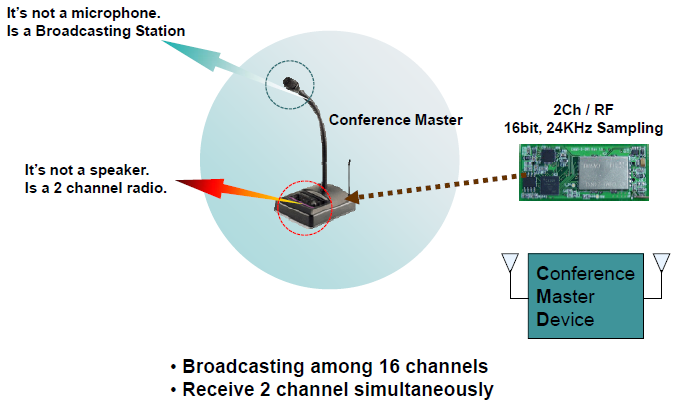 It's not a microphone.
Is a Broadcasting Station
Conference Master
2Ch / RF
16bit, 24KHz Sampling
It's not a speaker.
Is a 2 channel radio.
Conference
Master
Device
• Broadcasting among 16 channels
• Receive 2 channel simultaneously